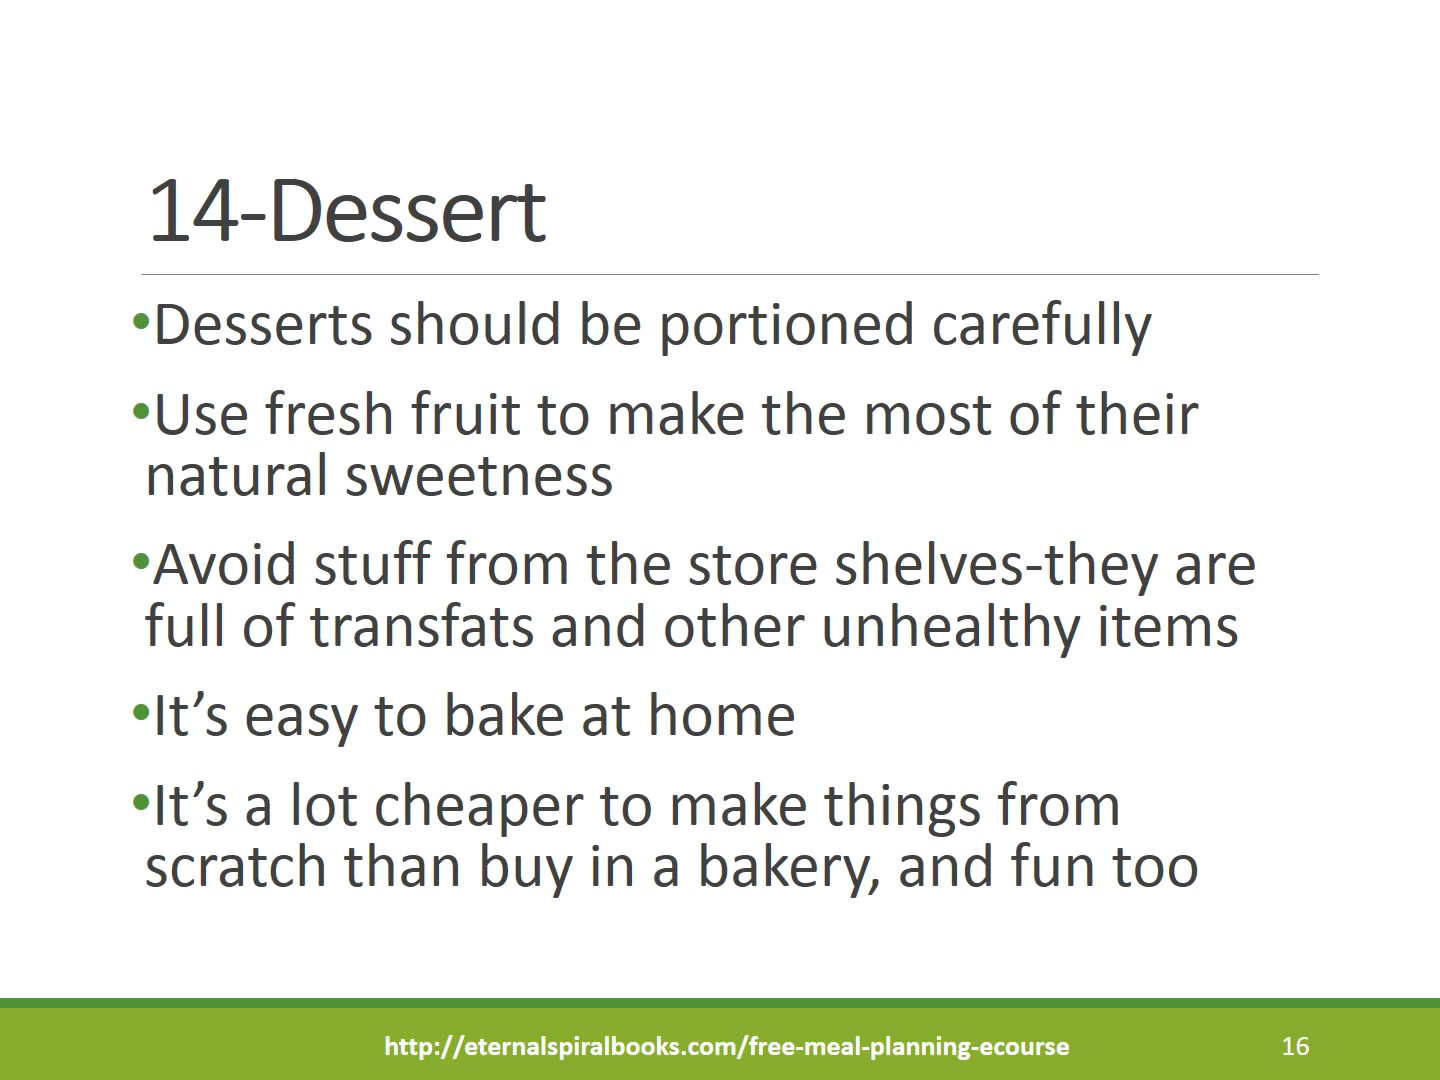 14-Dessert
•Desserts should be portioned carefully
•Use fresh fruit to make the most of their
natural sweetness
•Avoid stuff from the store shelves-they are
full of transfats and other unhealthy items
•It’s easy to bake at home
•It’s a lot cheaper to make things from
scratch than buy in a bakery, and fun too
http://eternalspiralbooks.com/free-meal-planning-ecourse
16